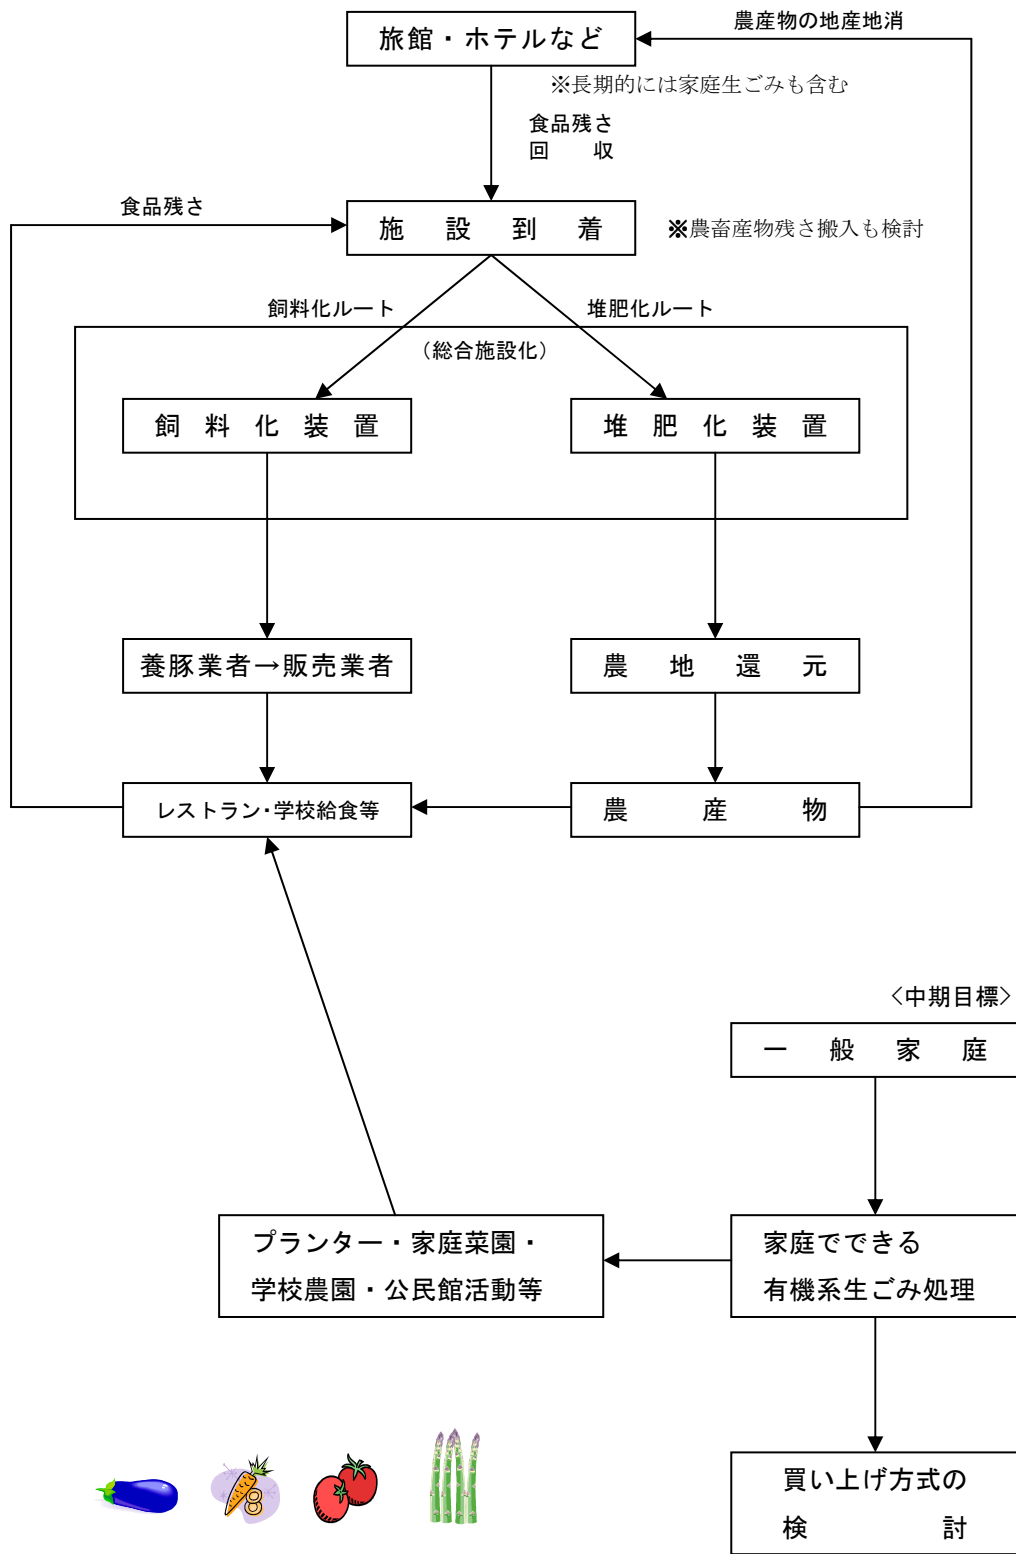 農産物の地産地消
旅館・ホテルなど
※長期的には家庭生ごみも含む
食品残さ
回　収
食品残さ
施設到着
※農畜産物残さ搬入も検討
飼料化ルート
堆肥化ルート
（総合施設化）
飼料化装置
堆肥化装置
養豚業者→販売業者
農地還元
レストラン・学校給食等
農産物
＜中期目標＞
一般家庭
プランター・家庭菜園・
学校農園・公民館活動等
家庭でできる
有機系生ごみ処理
買い上げ方式の
検討